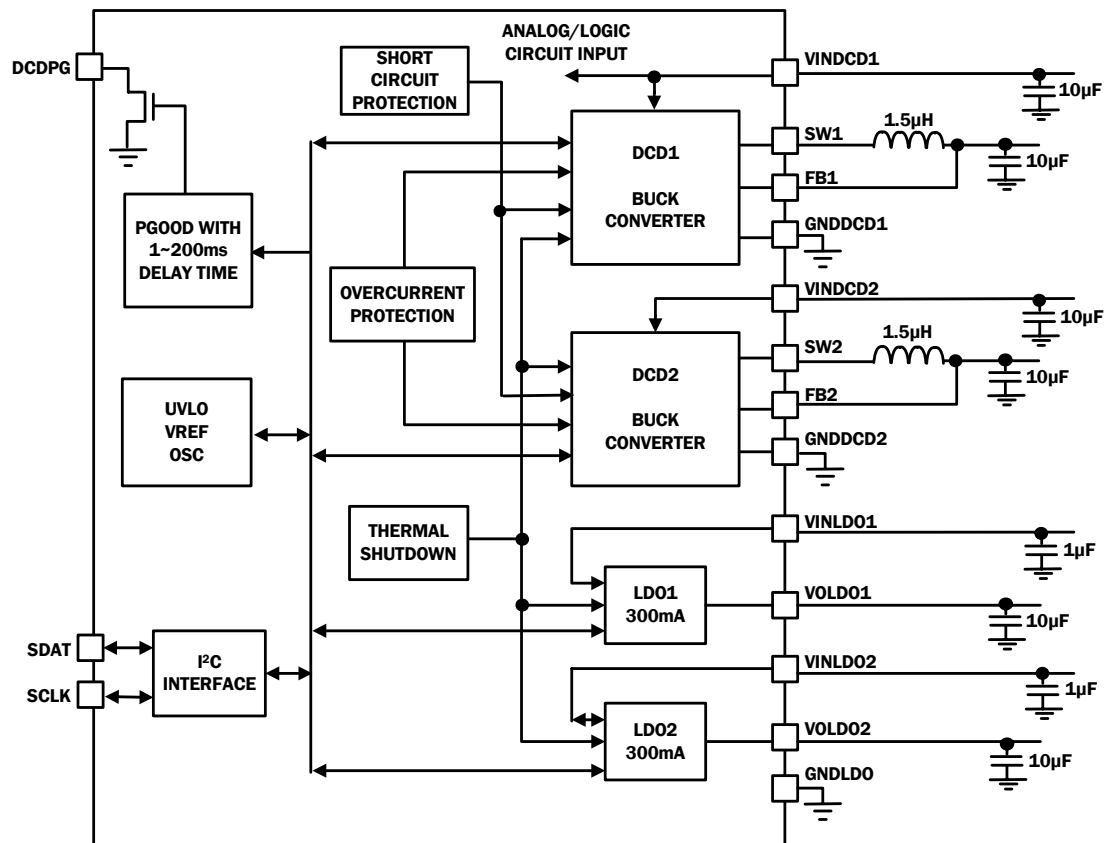 ANALOG/LOGIC
CIRCUIT INPUT
DCDPG
SHORT
CIRCUIT
PROTECTION
VINDCD1
10µF
DCD1
BUCK
CONVERTER
SW1
1.5µH
10µF
FB1
GNDDCD1
PGOOD WITH
1~200ms
DELAY TIME
OVERCURRENT
PROTECTION
VINDCD2
10µF
DCD2
BUCK
CONVERTER
SW2
1.5µH
10µF
FB2
GNDDCD2
UVLO
VREF
OSC
THERMAL
SHUTDOWN
VINLDO1
1µF
LDO1
300mA
VOLDO1
10µF
SDAT
SCLK
I²C
INTERFACE
VINLDO2
1µF
LDO2
300mA
VOLDO2
10µF
GNDLDO